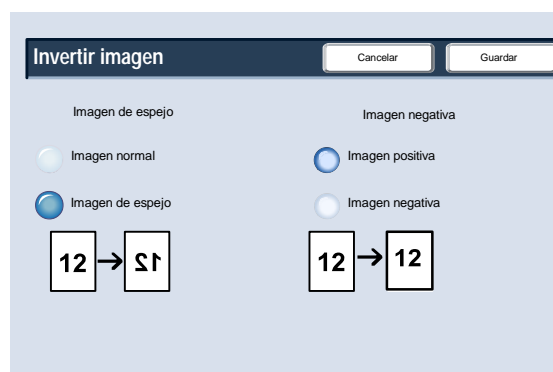 Invertir imagen
Cancelar
Guardar
Imagen de espejo
Imagen normal
Imagen de espejo
12 → 12
Imagen negativa
Imagen positiva
Imagen negativa
12 → 12